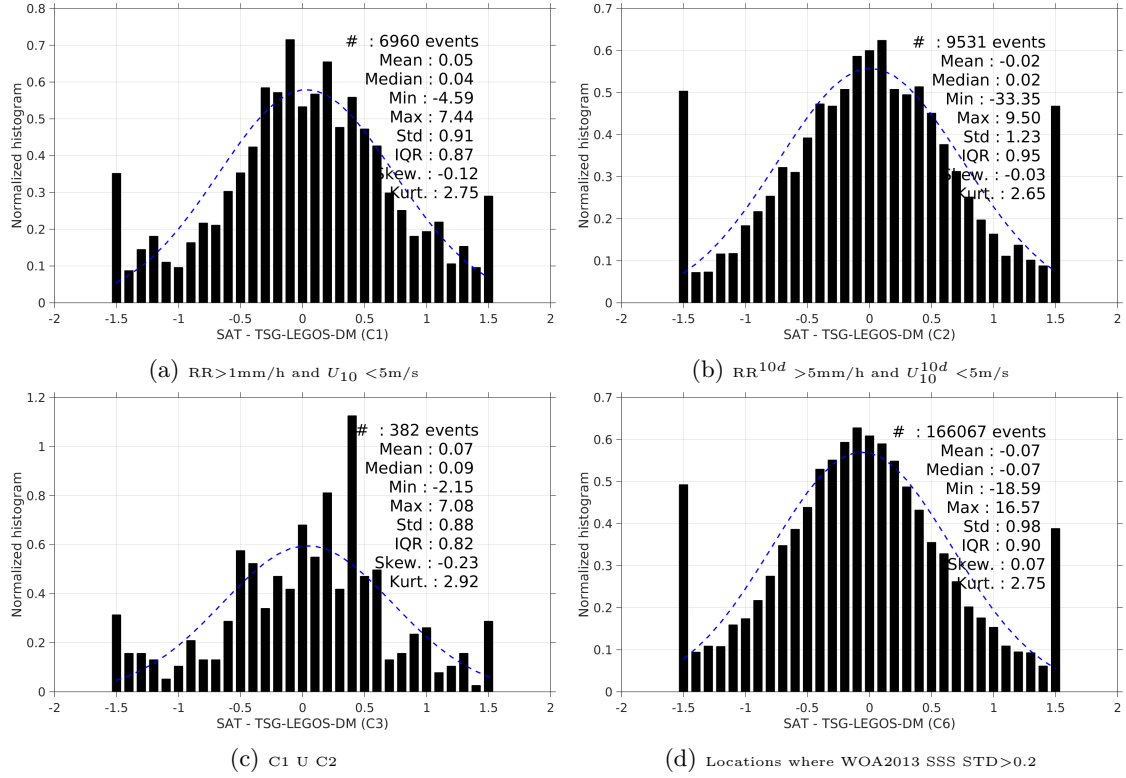 0.8
0.7
0.6
0.5
0.4
0.3
0.2
0.1
0
Normalized histogram
# : 6960 events
Mean : 0.05
Median : 0.04
Min : -4.59
Max : 7.44
Std : 0.91
IQR : 0.87
Skew. : -0.12
Kurt. : 2.75
-2 -1.5 -1 -0.5 0 0.5 1 1.5 2
SAT - TSG-LEGOS-DM (C1)
(a) RR>1mm/h and U10 <5m/s
0.7
0.6
0.5
0.4
0.3
0.2
0.1
0
Normalized histogram
# : 9531 events
Mean : -0.02
Median : 0.02
Min : -33.35
Max : 9.50
Std : 1.23
IQR : 0.95
Skew. : -0.03
Kurt. : 2.65
-2 -1.5 -1 -0.5 0 0.5 1 1.5 2
SAT - TSG-LEGOS-DM (C2)
(b) RR^10d >5mm/h and U10^10d <5m/s
1.2
1
0.8
0.6
0.4
0.2
0
Normalized histogram
# : 382 events
Mean : 0.07
Median : 0.09
Min : -2.15
Max : 7.08
Std : 0.88
IQR : 0.82
Skew. : -0.23
Kurt. : 2.92
-2 -1.5 -1 -0.5 0 0.5 1 1.5 2
SAT - TSG-LEGOS-DM (C3)
(c) C1 U C2
0.7
0.6
0.5
0.4
0.3
0.2
0.1
0
Normalized histogram
# : 166067 events
Mean : -0.07
Median : -0.07
Min : -18.59
Max : 16.57
Std : 0.98
IQR : 0.90
Skew. : 0.07
Kurt. : 2.75
-2 -1.5 -1 -0.5 0 0.5 1 1.5 2
SAT - TSG-LEGOS-DM (C6)
(d) Locations where WOA2013 SSS STD>0.2